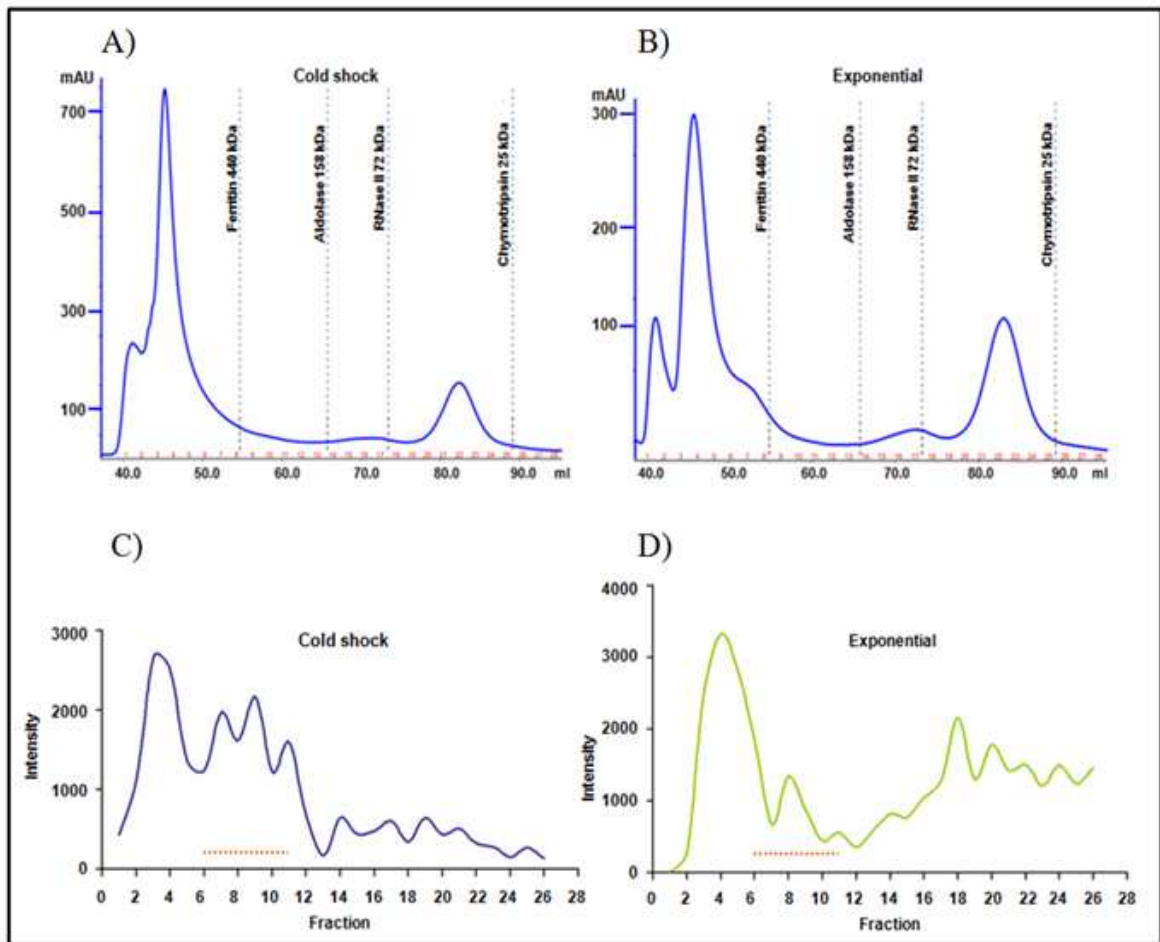 A)
Cold shock
mAU
700
500
300
100
Ferritin 440 kDa
Aldolase 158 kDa
RNase II 72 kDa
Chymotripsin 25 kDa
40.0 50.0 60.0 70.0 80.0 90.0 ml
B)
Exponential
mAU
300
200
100
Ferritin 440 kDa
Aldolase 158 kDa
RNase II 72 kDa
Chymotripsin 25 kDa
40.0 50.0 60.0 70.0 80.0 90.0 ml
C)
Cold shock
Intensity
3000
2000
1000
0
0 2 4 6 8 10 12 14 16 18 20 22 24 26 28
Fraction
D)
Exponential
Intensity
4000
3000
2000
1000
0
0 2 4 6 8 10 12 14 16 18 20 22 24 26 28
Fraction